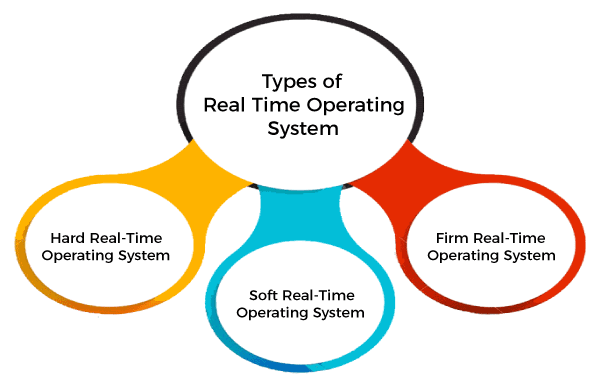 Types of
Real Time Operating
System
Hard Real-Time
Operating System
Soft Real-Time
Operating System
Firm Real-Time
Operating System